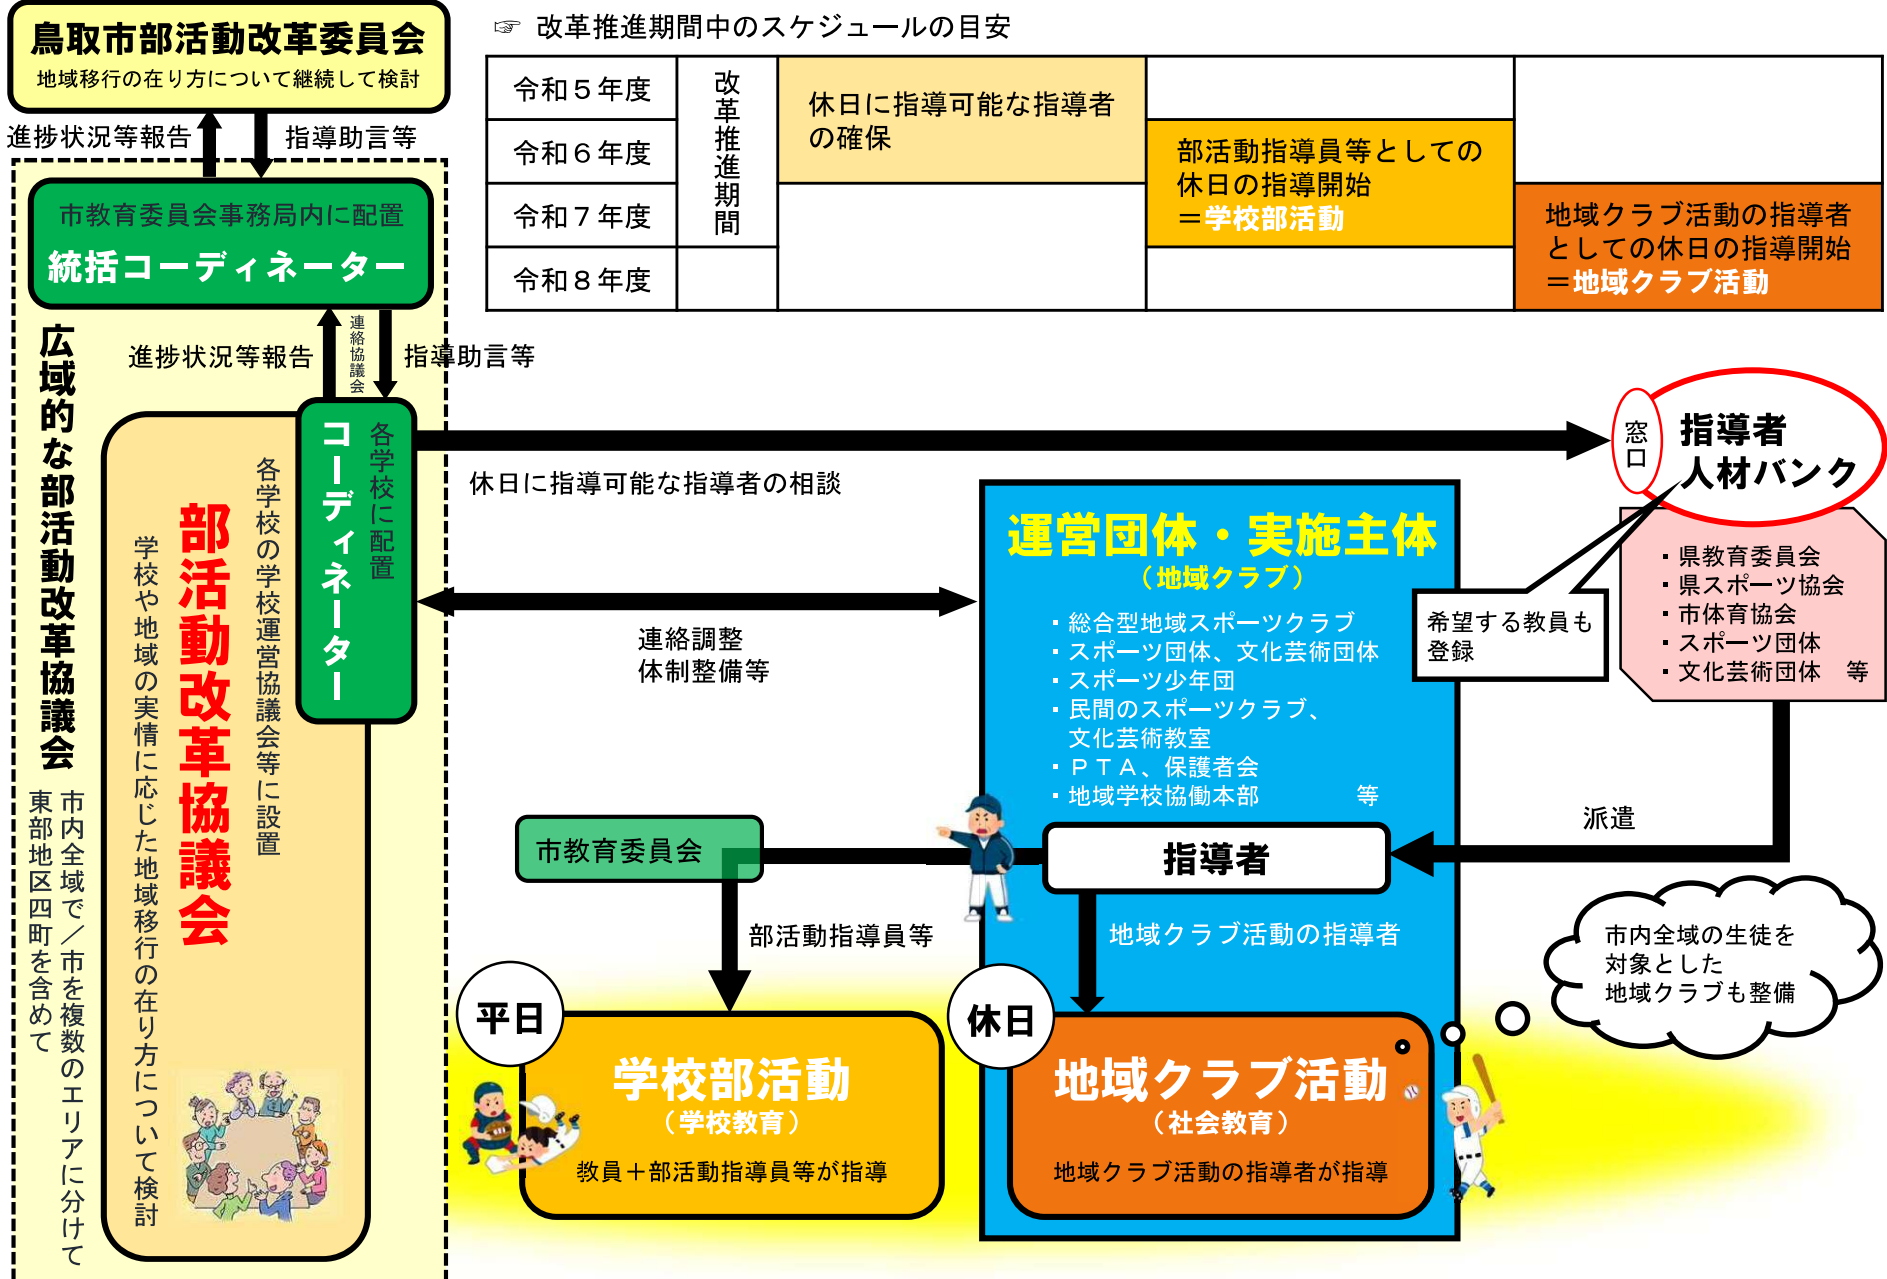 鳥取市部活動改革委員会
地域移行の在り方について継続して検討
進捗状況等報告
指導助言等
市教育委員会事務局内に配置
統括コーディネーター
広域的な部活動改革協議会
市内全域で／市を複数のエリアに分けて
東部地区四町を含めて
進捗状況等報告
連絡協議会
指導助言等
各学校に配置
コーディネーター
各学校の学校運営協議会等に設置
部活動改革協議会
学校や地域の実情に応じた地域移行の在り方について検討
☞ 改革推進期間中のスケジュールの目安
令和５年度
令和６年度
令和７年度
令和８年度
改革推進期間
休日に指導可能な指導者
の確保
部活動指導員等としての
休日の指導開始
＝学校部活動
地域クラブ活動の指導者
としての休日の指導開始
＝地域クラブ活動
休日に指導可能な指導者の相談
窓口
指導者
人材バンク
・県教育委員会
・県スポーツ協会
・市体育協会
・スポーツ団体
・文化芸術団体　等
希望する教員も
登録
連絡調整
体制整備等
運営団体・実施主体
（地域クラブ）
・総合型地域スポーツクラブ
・スポーツ団体、文化芸術団体
・スポーツ少年団
・民間のスポーツクラブ、
文化芸術教室
・ＰＴＡ、保護者会
・地域学校協働本部　　　　等
派遣
指導者
市教育委員会
部活動指導員等
地域クラブ活動の指導者
市内全域の生徒を
対象とした
地域クラブも整備
平日
学校部活動
（学校教育）
教員＋部活動指導員等が指導
休日
地域クラブ活動
（社会教育）
地域クラブ活動の指導者が指導